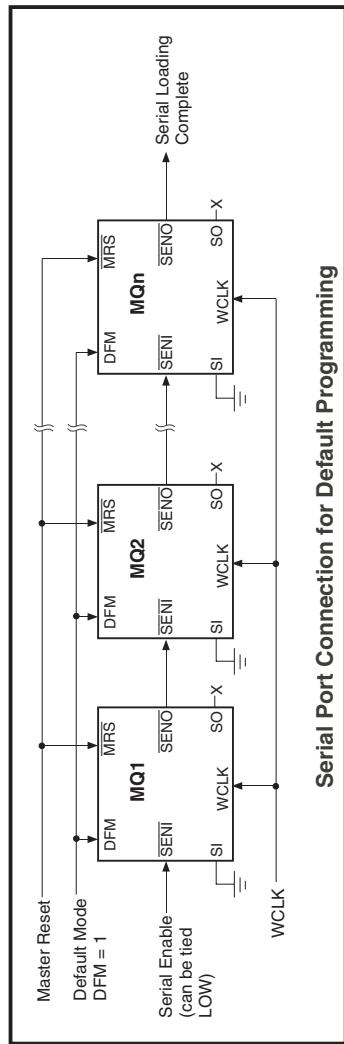 Master Reset
Default Mode
DFM = 1
DFM
MRS
DFM
MRS
DFM
MRS
MQ1
MQ2
MQn
Serial Enable
(can be tied
LOW)
SENI
SENO
SENI
SENO
SENI
SENO
Serial Loading
Complete
SI
WCLK
SO
X
SI
WCLK
SO
X
SI
WCLK
SO
X
WCLK
Serial Port Connection for Default Programming